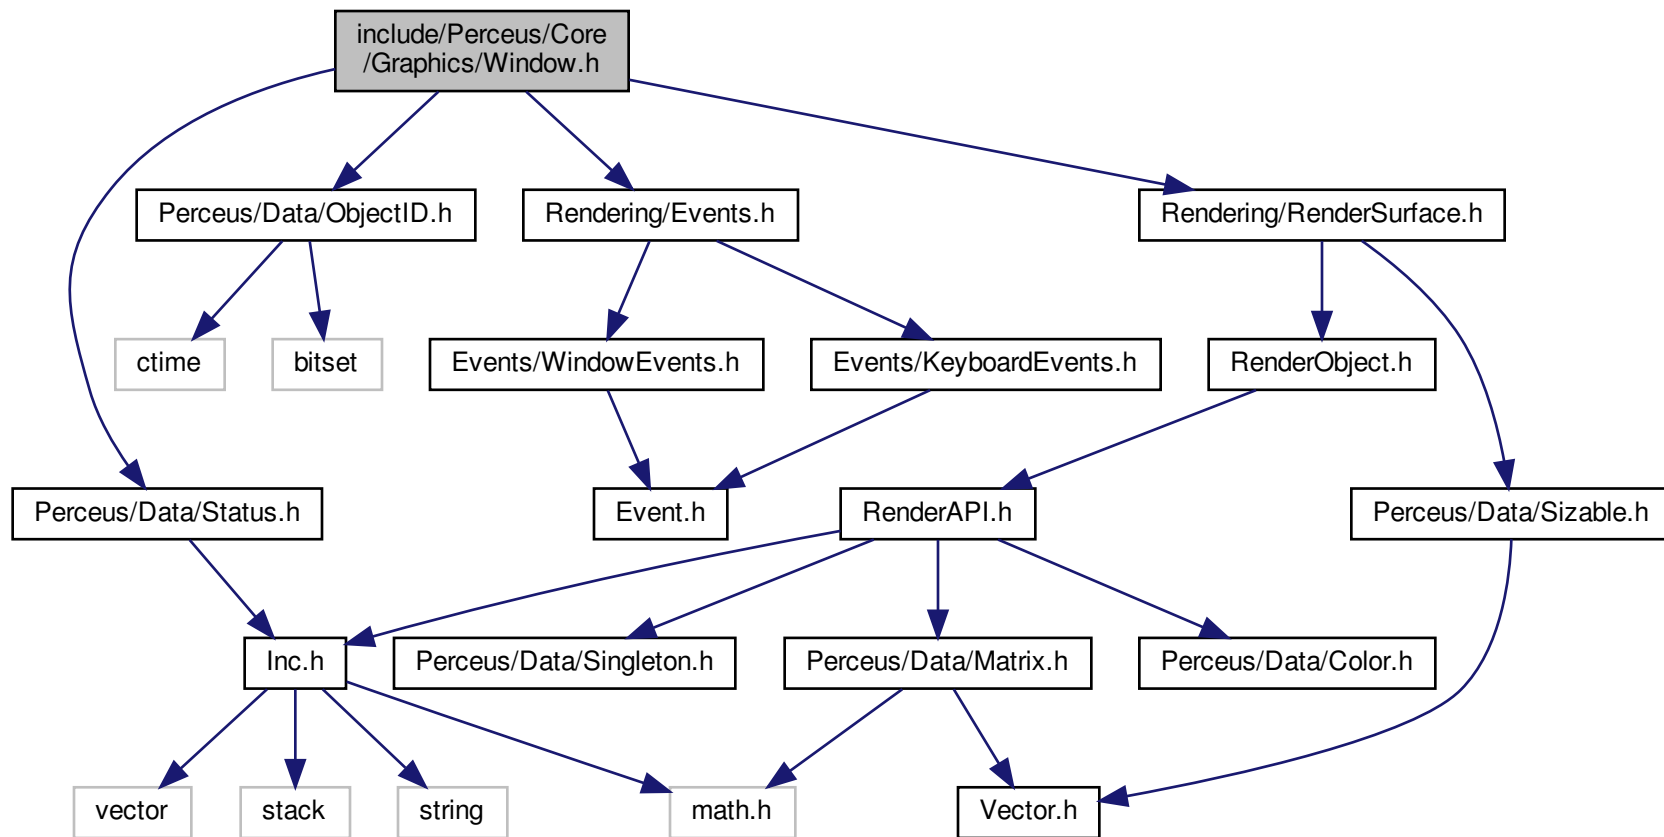 include/Perceus/Core
/Graphics/Window.h
Perceus/Data/ObjectID.h
Rendering/Events.h
Rendering/RenderSurface.h
ctime
bitset
Events/WindowEvents.h
Events/KeyboardEvents.h
RenderObject.h
Perceus/Data/Status.h
Event.h
RenderAPI.h
Perceus/Data/Sizable.h
Inc.h
Perceus/Data/Singleton.h
Perceus/Data/Matrix.h
Perceus/Data/Color.h
vector
stack
string
math.h
Vector.h